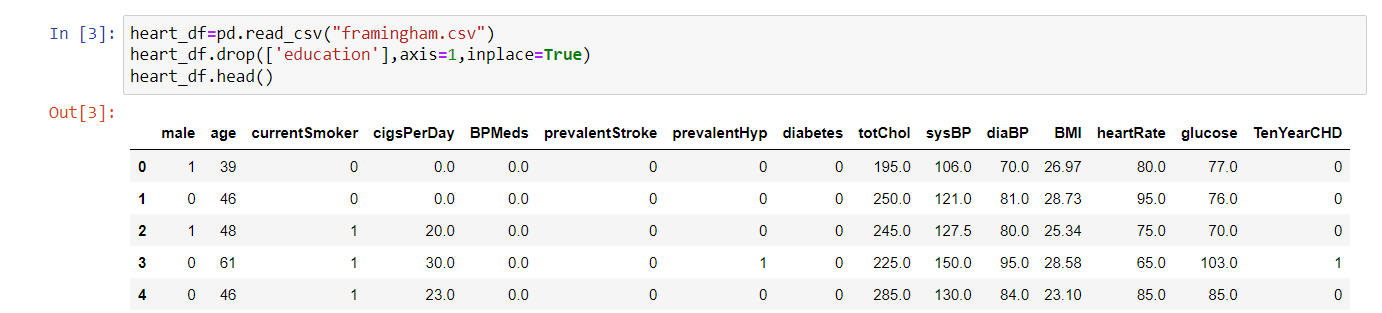 In [3]: heart_df=pd.read_csv("framingham.csv")
heart_df.drop(['education'],axis=1,inplace=True)
heart_df.head()
Out[3]:
male age currentSmoker cigsPerDay BPMeds prevalentStroke prevalentHyp diabetes totChol sysBP diaBP BMI heartRate glucose TenYearCHD
0 1 39 0 0.0 0.0 0 0 0 195.0 106.0 70.0 26.97 80.0 77.0 0
1 0 46 0 0.0 0.0 0 0 0 250.0 121.0 81.0 28.73 95.0 76.0 0
2 1 48 1 20.0 0.0 0 0 0 245.0 127.5 80.0 25.34 75.0 70.0 0
3 0 61 1 30.0 0.0 0 1 0 225.0 150.0 95.0 28.58 65.0 103.0 1
4 0 46 1 23.0 0.0 0 0 0 285.0 130.0 84.0 23.10 85.0 85.0 0